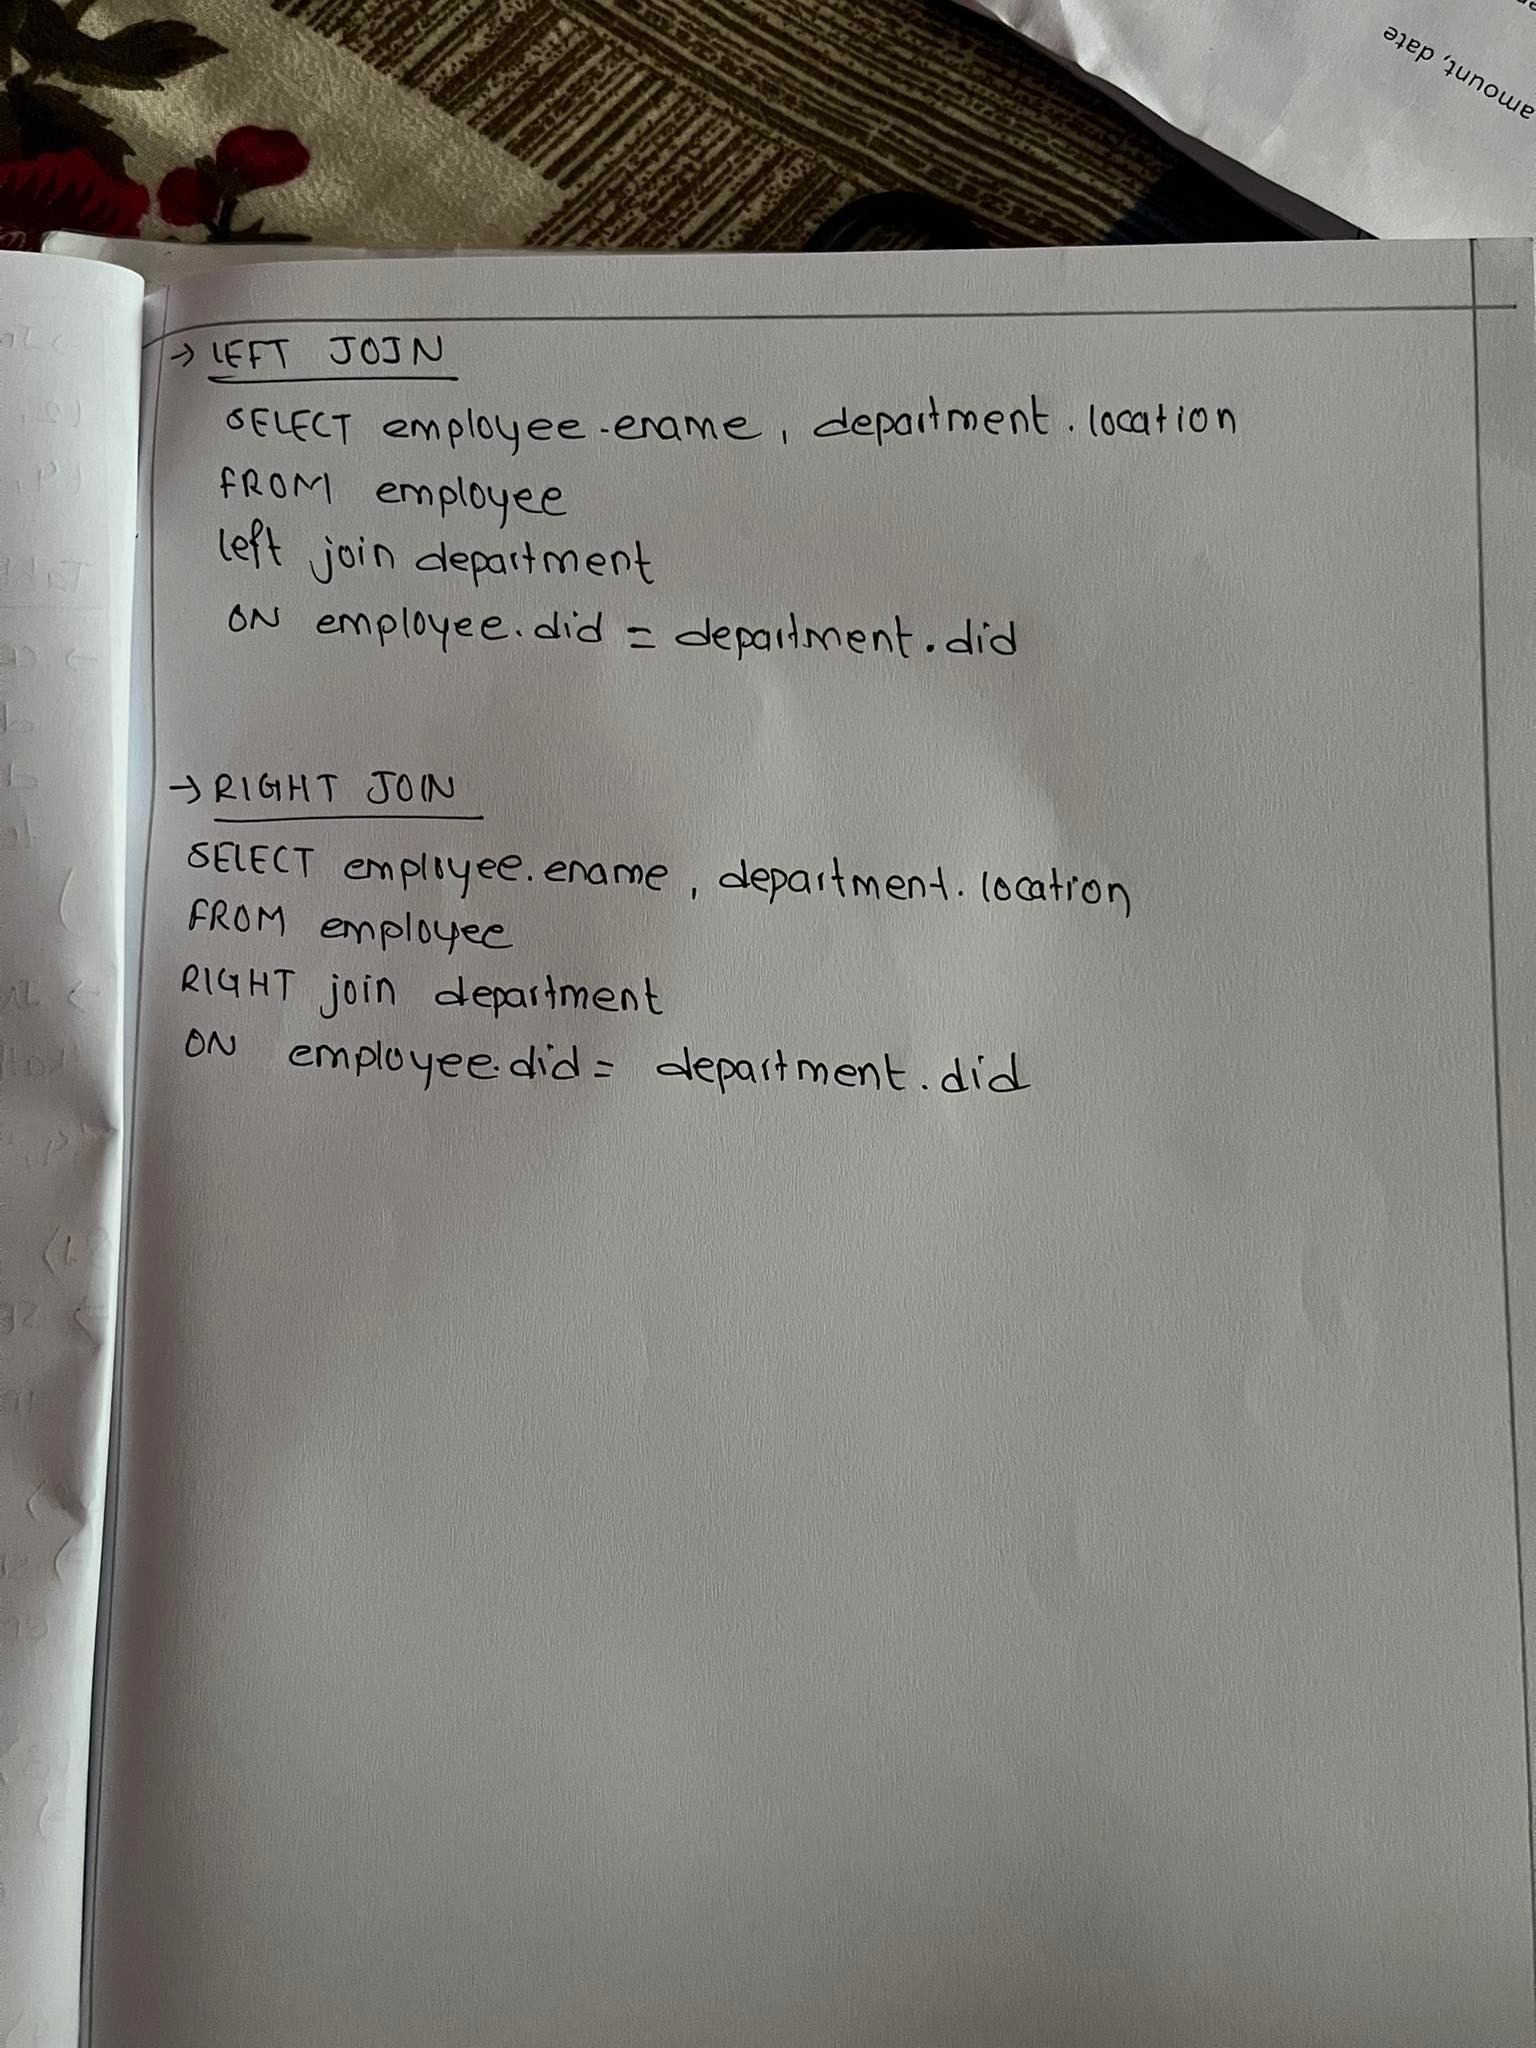 amount, date
→ LEFT JOIN
SELECT employee.ename, department.location
FROM employee
left join department
ON employee.did = department.did
→ RIGHT JOIN
SELECT employee.ename, department.location
FROM employee
RIGHT join department
ON employee.did = department.did